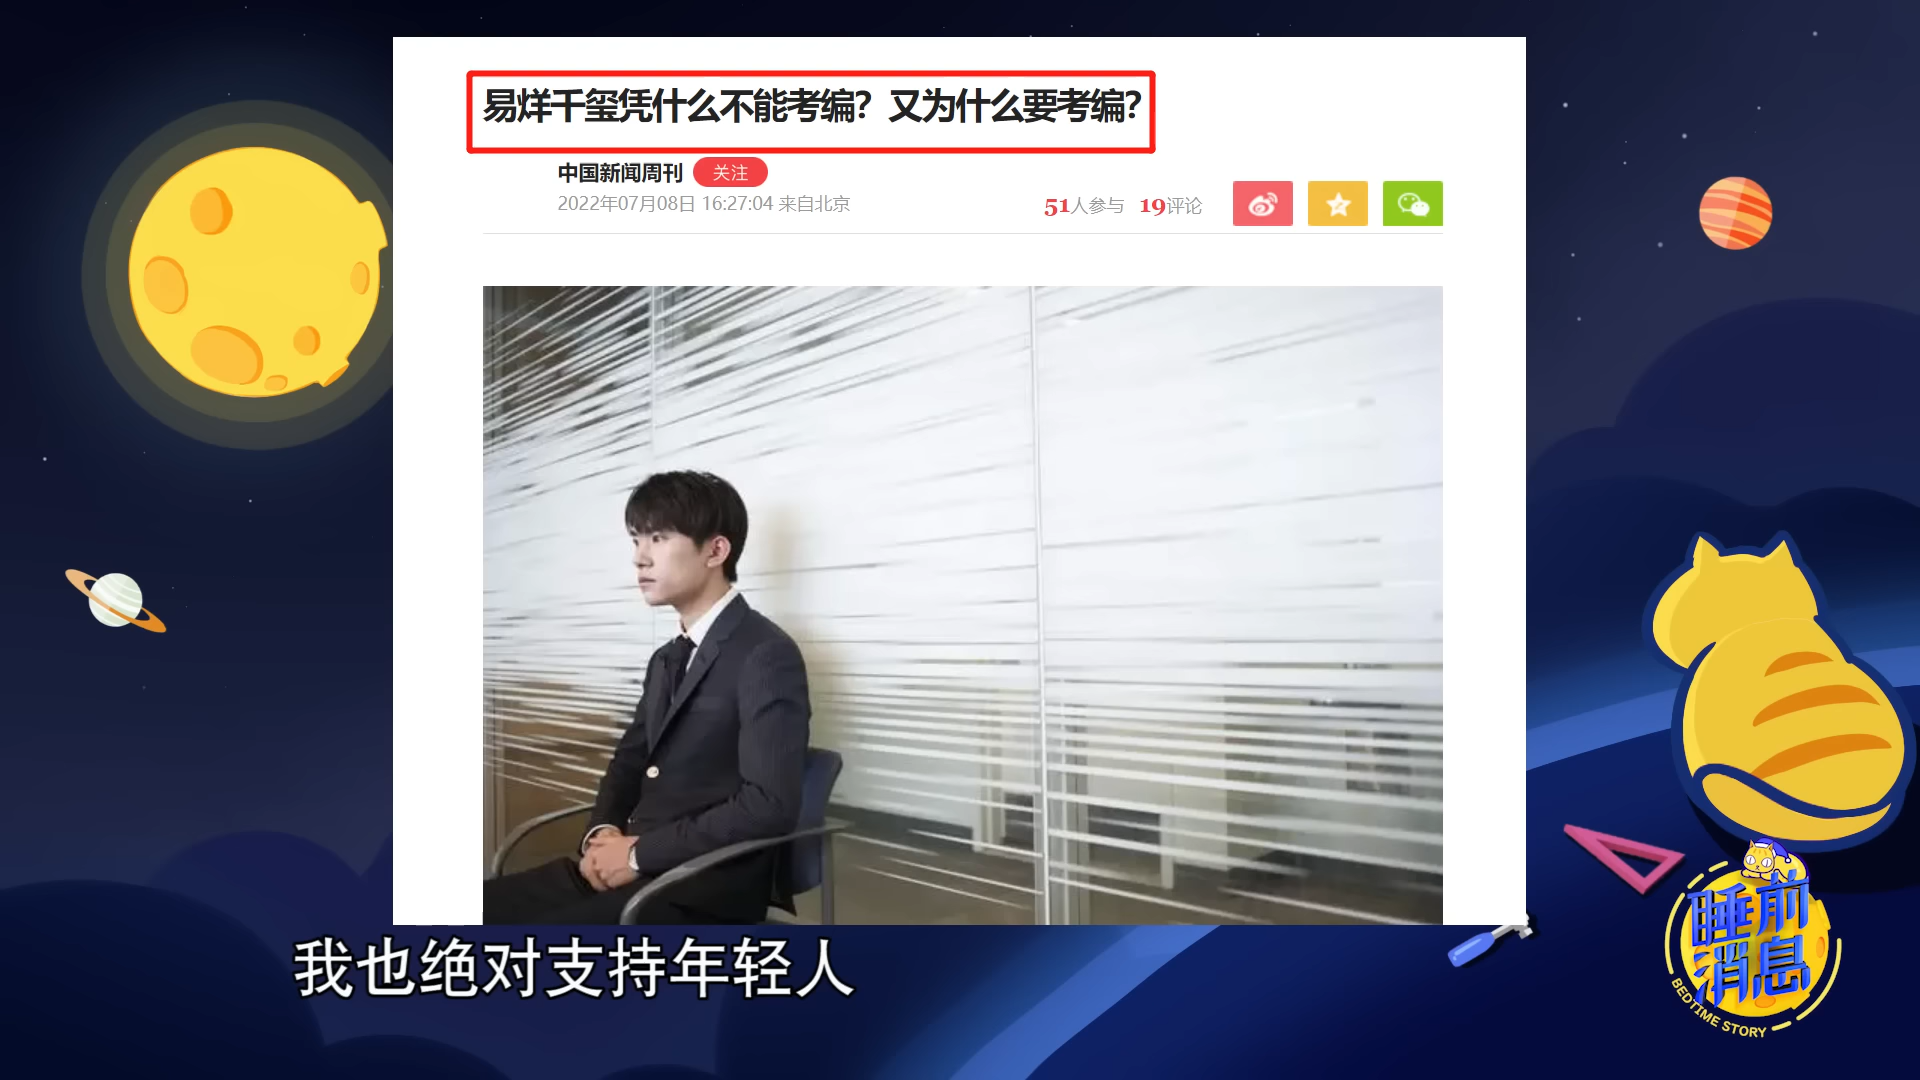 易烊千玺凭什么不能考编？又为什么要考编？
中国新闻周刊 关注
2022年07月08日 16:27:04 来自北京
51人参与 19评论
我也绝对支持年轻人
睡前
消息
BEDTIME STORY